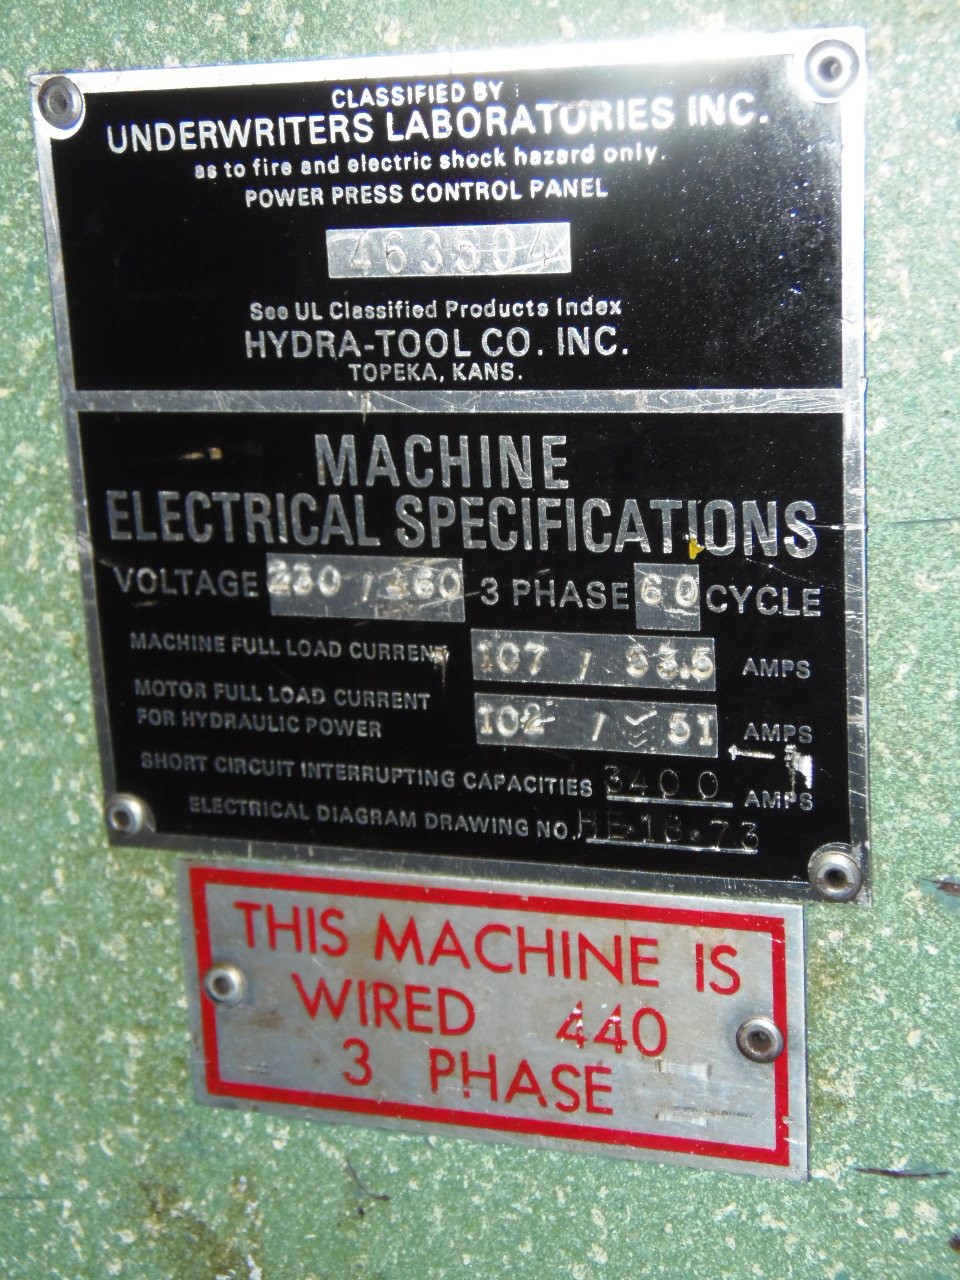 CLASSIFIED BY
UNDERWRITERS LABORATORIES INC.
as to fire and electric shock hazard only.
POWER PRESS CONTROL PANEL
463504
See UL Classified Products Index
HYDRA-TOOL CO. INC.
TOPEKA, KANS.
MACHINE
ELECTRICAL SPECIFICATIONS
VOLTAGE 230 / 460 3 PHASE 60 CYCLE
MACHINE FULL LOAD CURRENT 107 / 53.5 AMPS
MOTOR FULL LOAD CURRENT
FOR HYDRAULIC POWER 102 / 51 AMPS
SHORT CIRCUIT INTERRUPTING CAPACITIES 3400 AMPS
ELECTRICAL DIAGRAM DRAWING NO. HE-18-73
THIS MACHINE IS
WIRED 440
3 PHASE